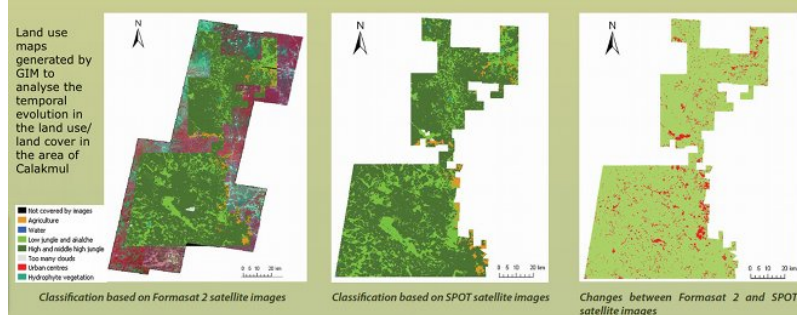 Land use
maps
generated by
GIM to
analyse the
temporal
evolution in
the land use/
land cover in
the area of
Calakmul
N
Not covered by images
Agriculture
Water
Low jungle and akalche
High and middle high jungle
Too many clouds
Urban centres
Hydrophyte vegetation
0 5 10 20 km
Classification based on Formasat 2 satellite images
N
0 5 10 20 km
Classification based on SPOT satellite images
N
0 5 10 20 km
Changes between Formasat 2 and SPOT
satellite images